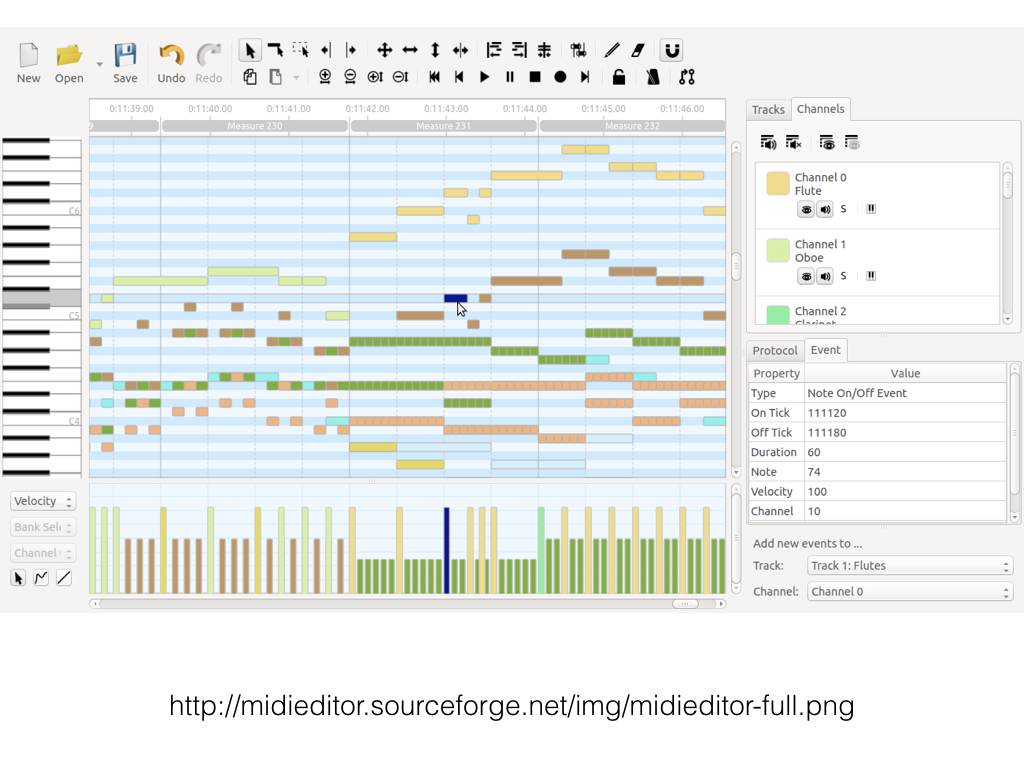 New Open Save Undo Redo
0:11:39.00 0:11:40.00 0:11:41.00 0:11:42.00 0:11:43.00 0:11:44.00 0:11:45.00 0:11:46.00
Measure 230 Measure 231 Measure 232
C6
C5
C4
Tracks Channels
Channel 0
Flute
S
Channel 1
Oboe
S
Channel 2
Clarinet
Protocol Event
Property Value
Type Note On/Off Event
On Tick 111120
Off Tick 111180
Duration 60
Note 74
Velocity 100
Channel 10
Velocity
Bank Sele
Channel
Add new events to ...
Track: Track 1: Flutes
Channel: Channel 0
http://midieditor.sourceforge.net/img/midieditor-full.png